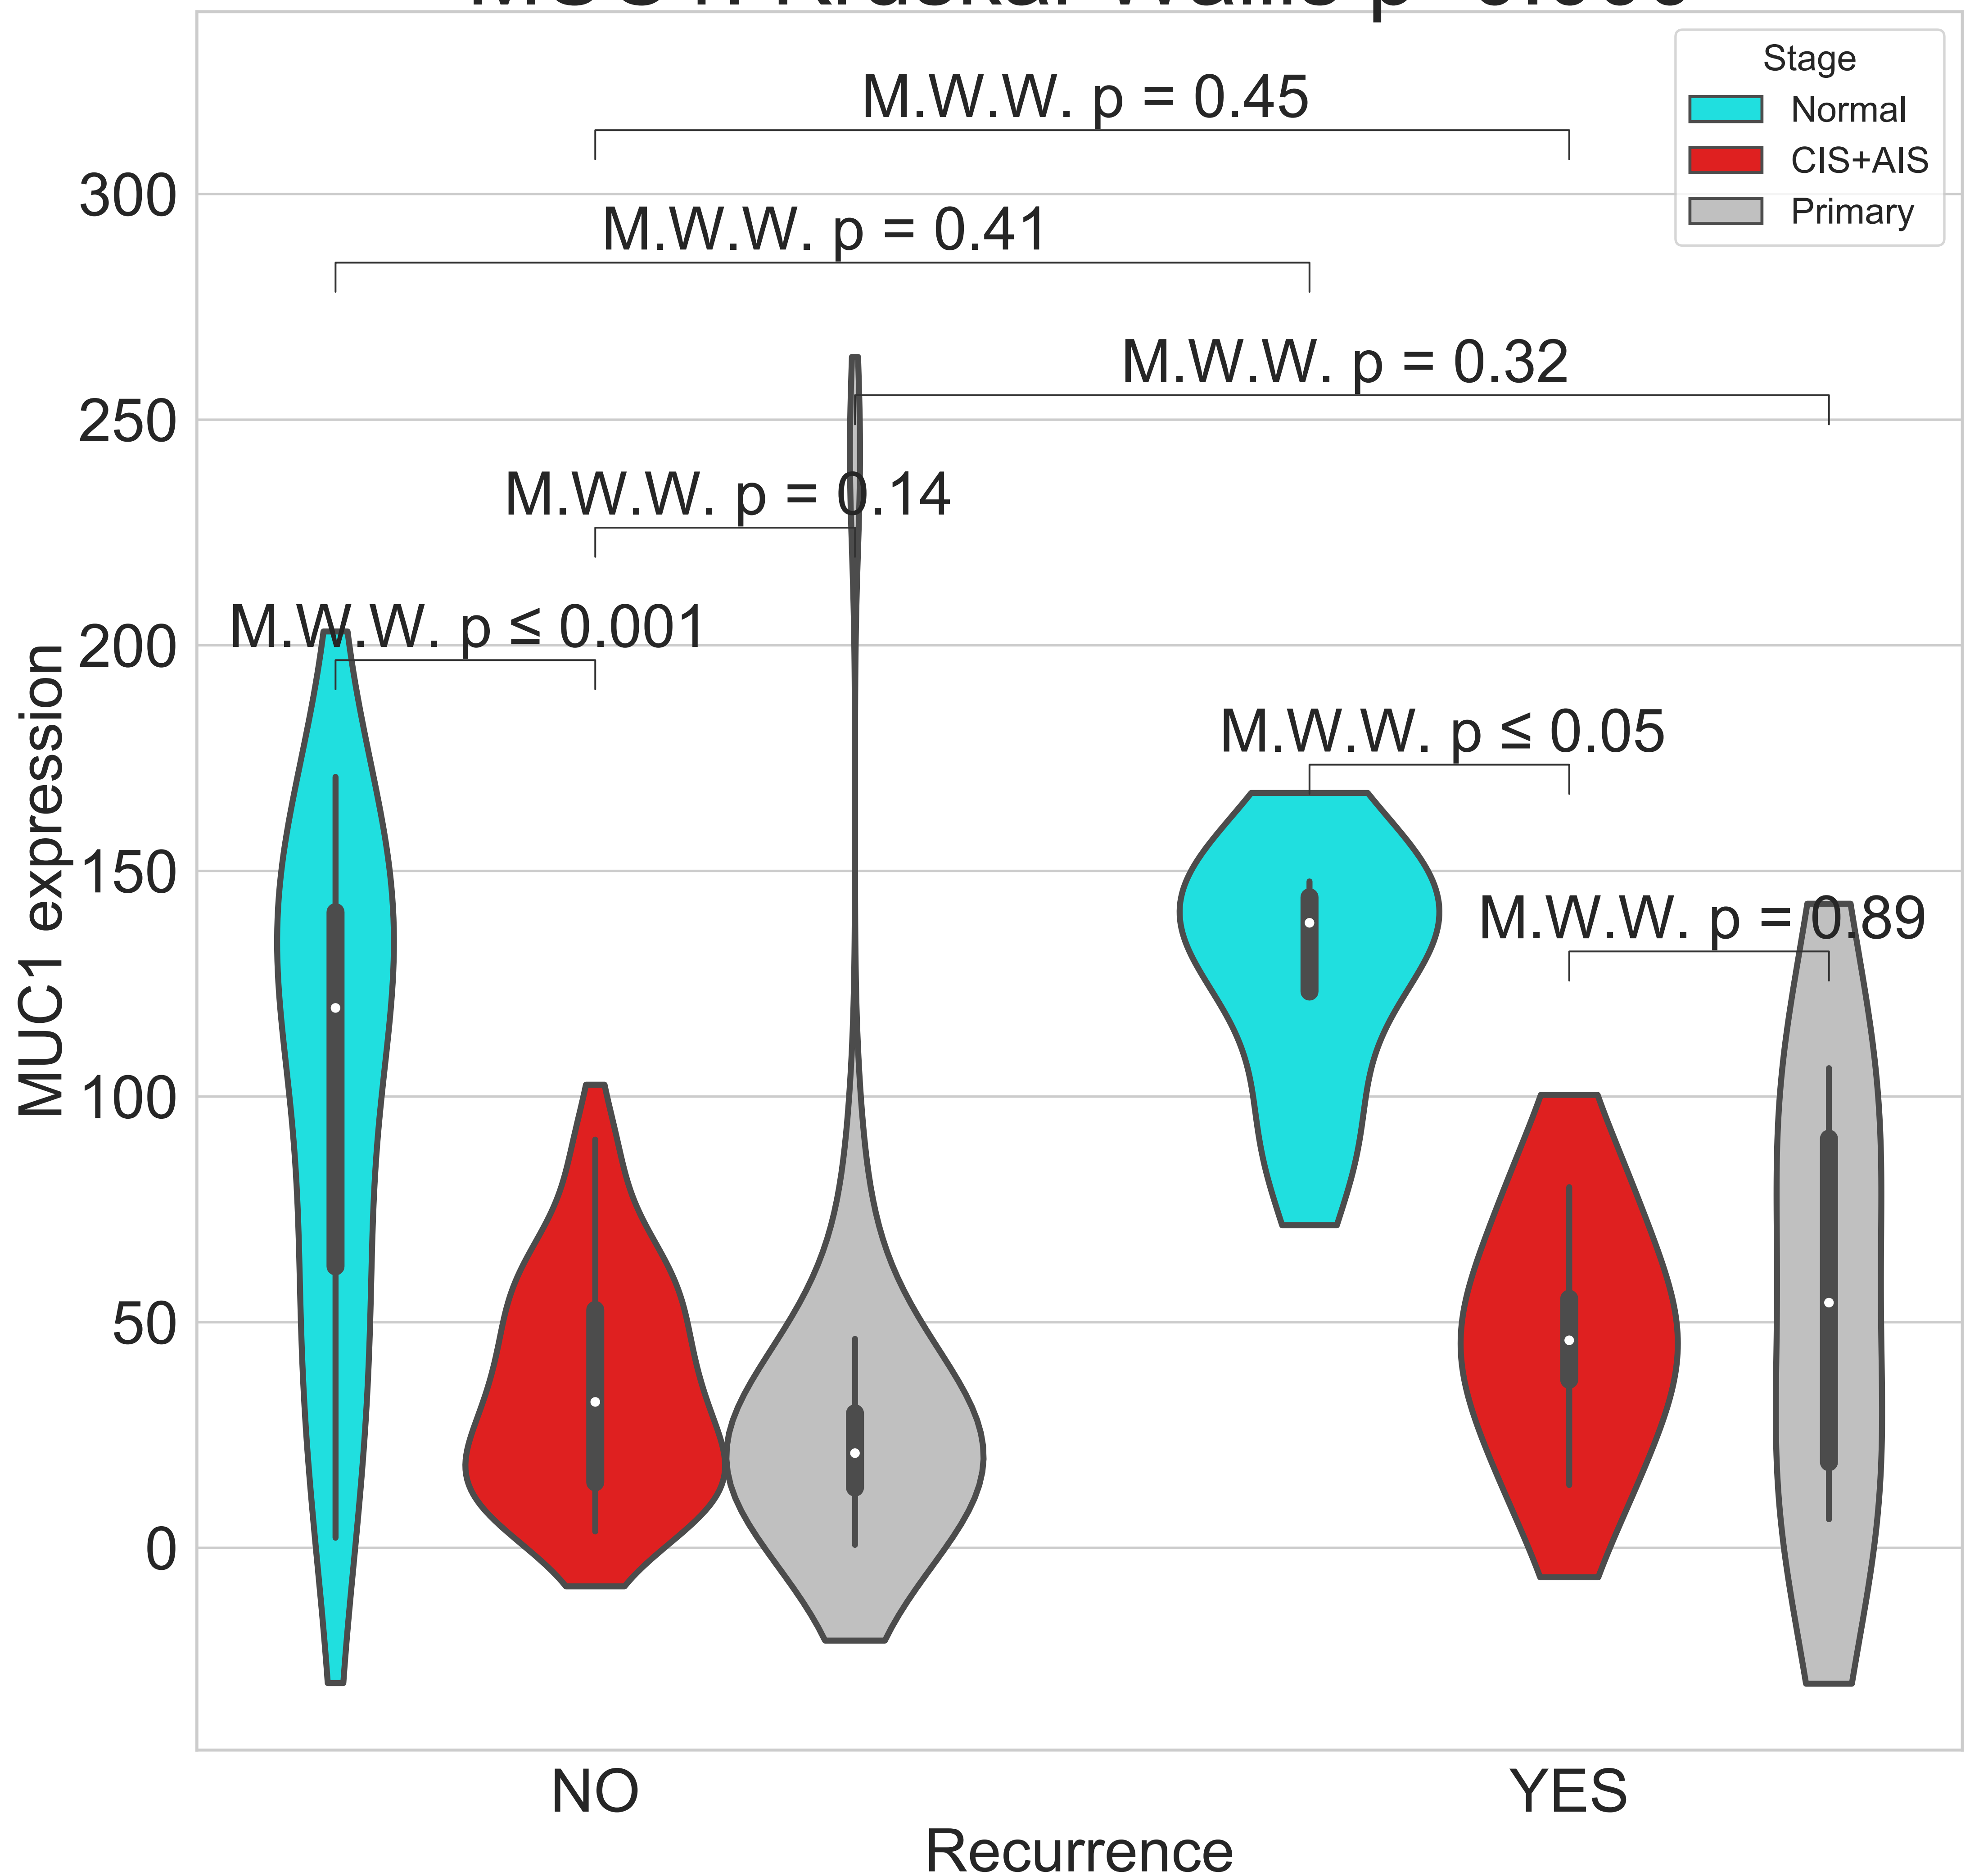 Stage
Normal
CIS+AIS
Primary
M.W.W. p = 0.45
M.W.W. p = 0.41
M.W.W. p = 0.32
M.W.W. p = 0.14
M.W.W. p ≤ 0.001
M.W.W. p ≤ 0.05
M.W.W. p = 0.89
300
250
200
150
100
50
0
MUC1 expression
NO
YES
Recurrence